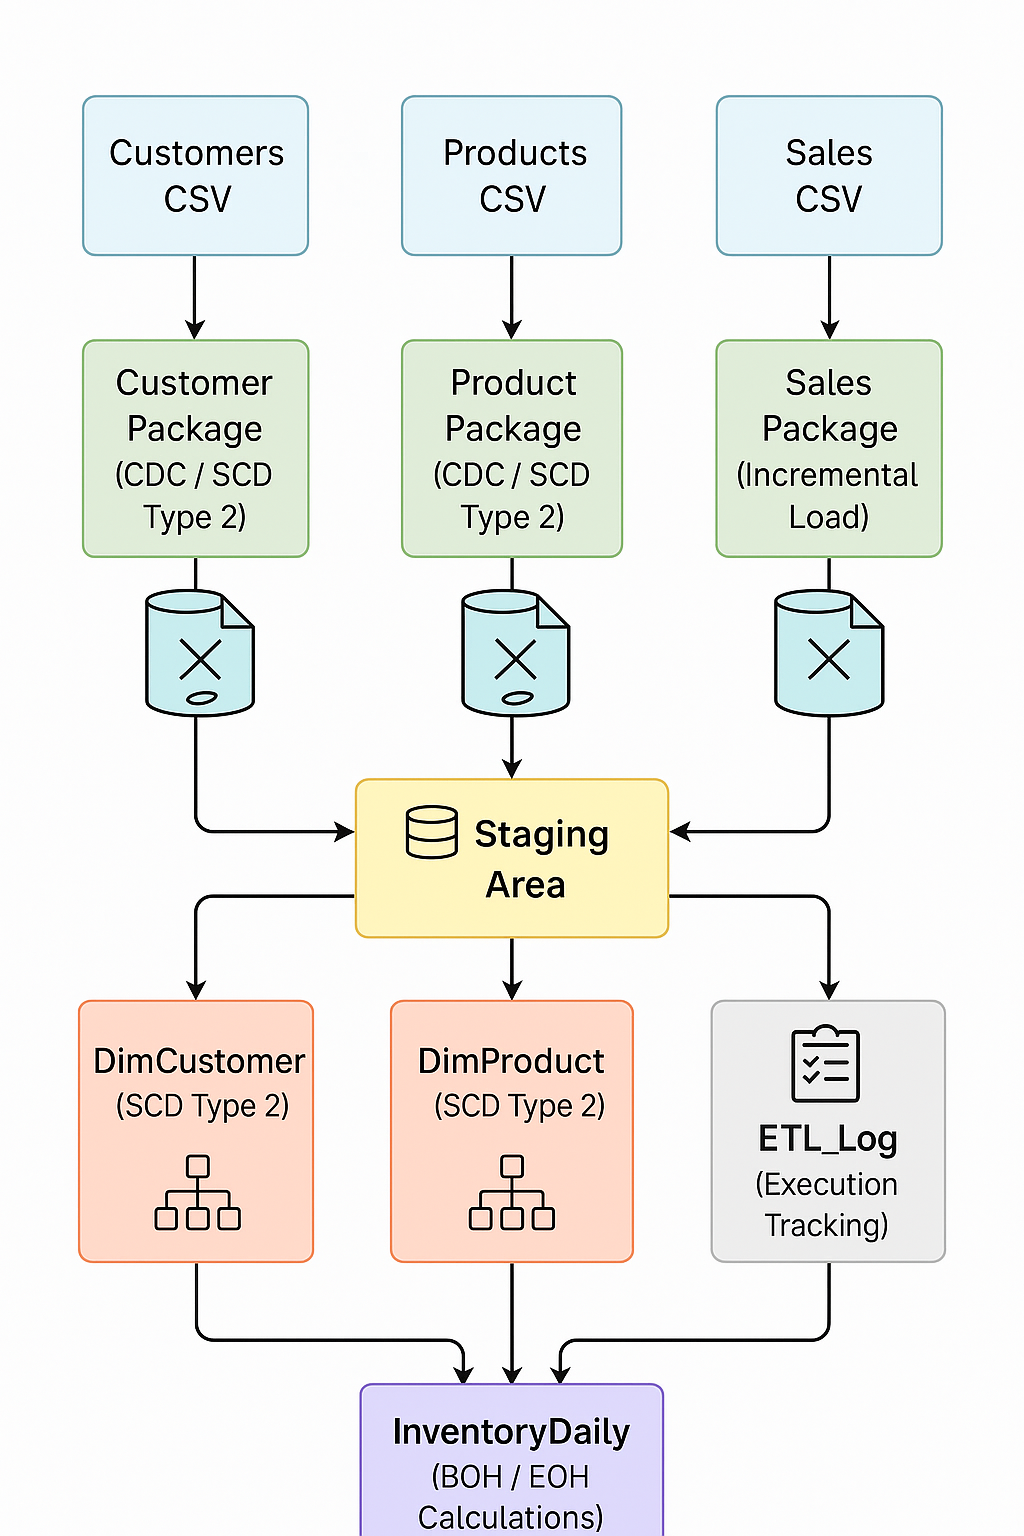 Customers
CSV
Products
CSV
Sales
CSV
Customer
Package
(CDC / SCD
Type 2)
Product
Package
(CDC / SCD
Type 2)
Sales
Package
(Incremental
Load)
Staging
Area
DimCustomer
(SCD Type 2)
DimProduct
(SCD Type 2)
ETL_Log
(Execution
Tracking)
InventoryDaily
(BOH / EOH
Calculations)